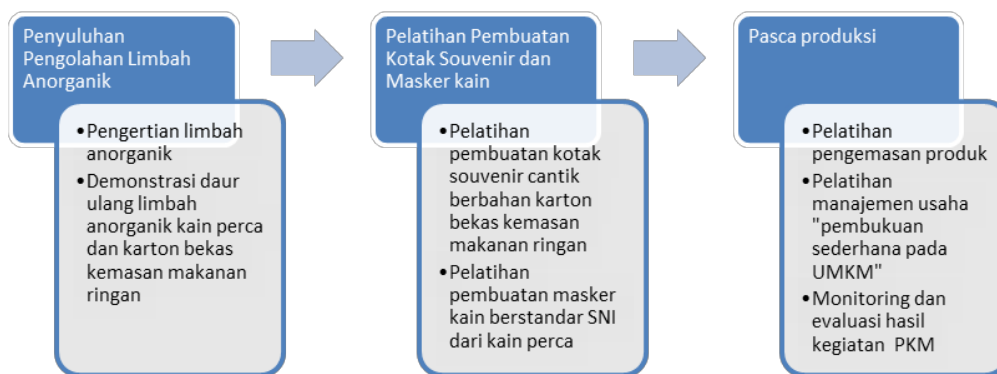 Penyuluhan
Pengolahan Limbah
Anorganik
•Pengertian limbah
anorganik
•Demonstrasi daur
ulang limbah
anorganik kain perca
dan karton bekas
kemasan makanan
ringan
Pelatihan Pembuatan
Kotak Souvenir dan
Masker kain
•Pelatihan
pembuatan kotak
souvenir cantik
berbahan karton
bekas kemasan
makanan ringan
•Pelatihan
pembuatan masker
kain berstandar SNI
dari kain perca
Pasca produksi
•Pelatihan
pengemasan produk
•Pelatihan
manajemen usaha
"pembukuan
sederhana pada
UMKM"
•Monitoring dan
evaluasi hasil
kegiatan PKM